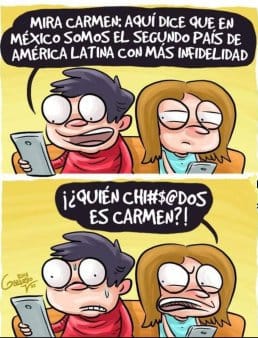 MIRA CARMEN: AQUÍ DICE QUE EN
MÉXICO SOMOS EL SEGUNDO PAÍS DE
AMÉRICA LATINA CON MÁS INFIDELIDAD
¡¿QUIÉN CHI#$@DOS
ES CARMEN?!